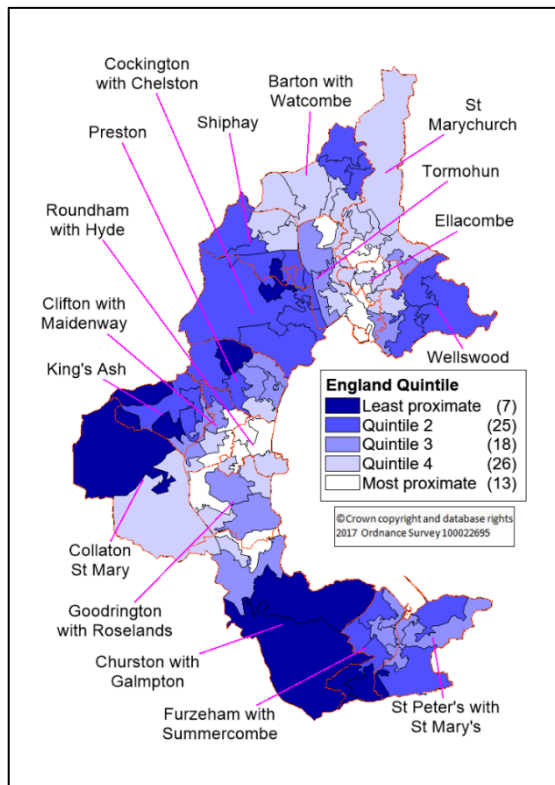 Cockington
with Chelston
Barton with
Watcombe
St
Marychurch
Preston
Shiphay
Tormohun
Roundham
with Hyde
Ellacombe
Clifton with
Maidenway
King's Ash
Wellswood
England Quintile
Least proximate (7)
Quintile 2 (25)
Quintile 3 (18)
Quintile 4 (26)
Most proximate (13)
©Crown copyright and database rights
2017 Ordnance Survey 100022695
Collaton
St Mary
Goodrington
with Roselands
Churston with
Galmpton
Furzeham with
Summercombe
St Peter's with
St Mary's